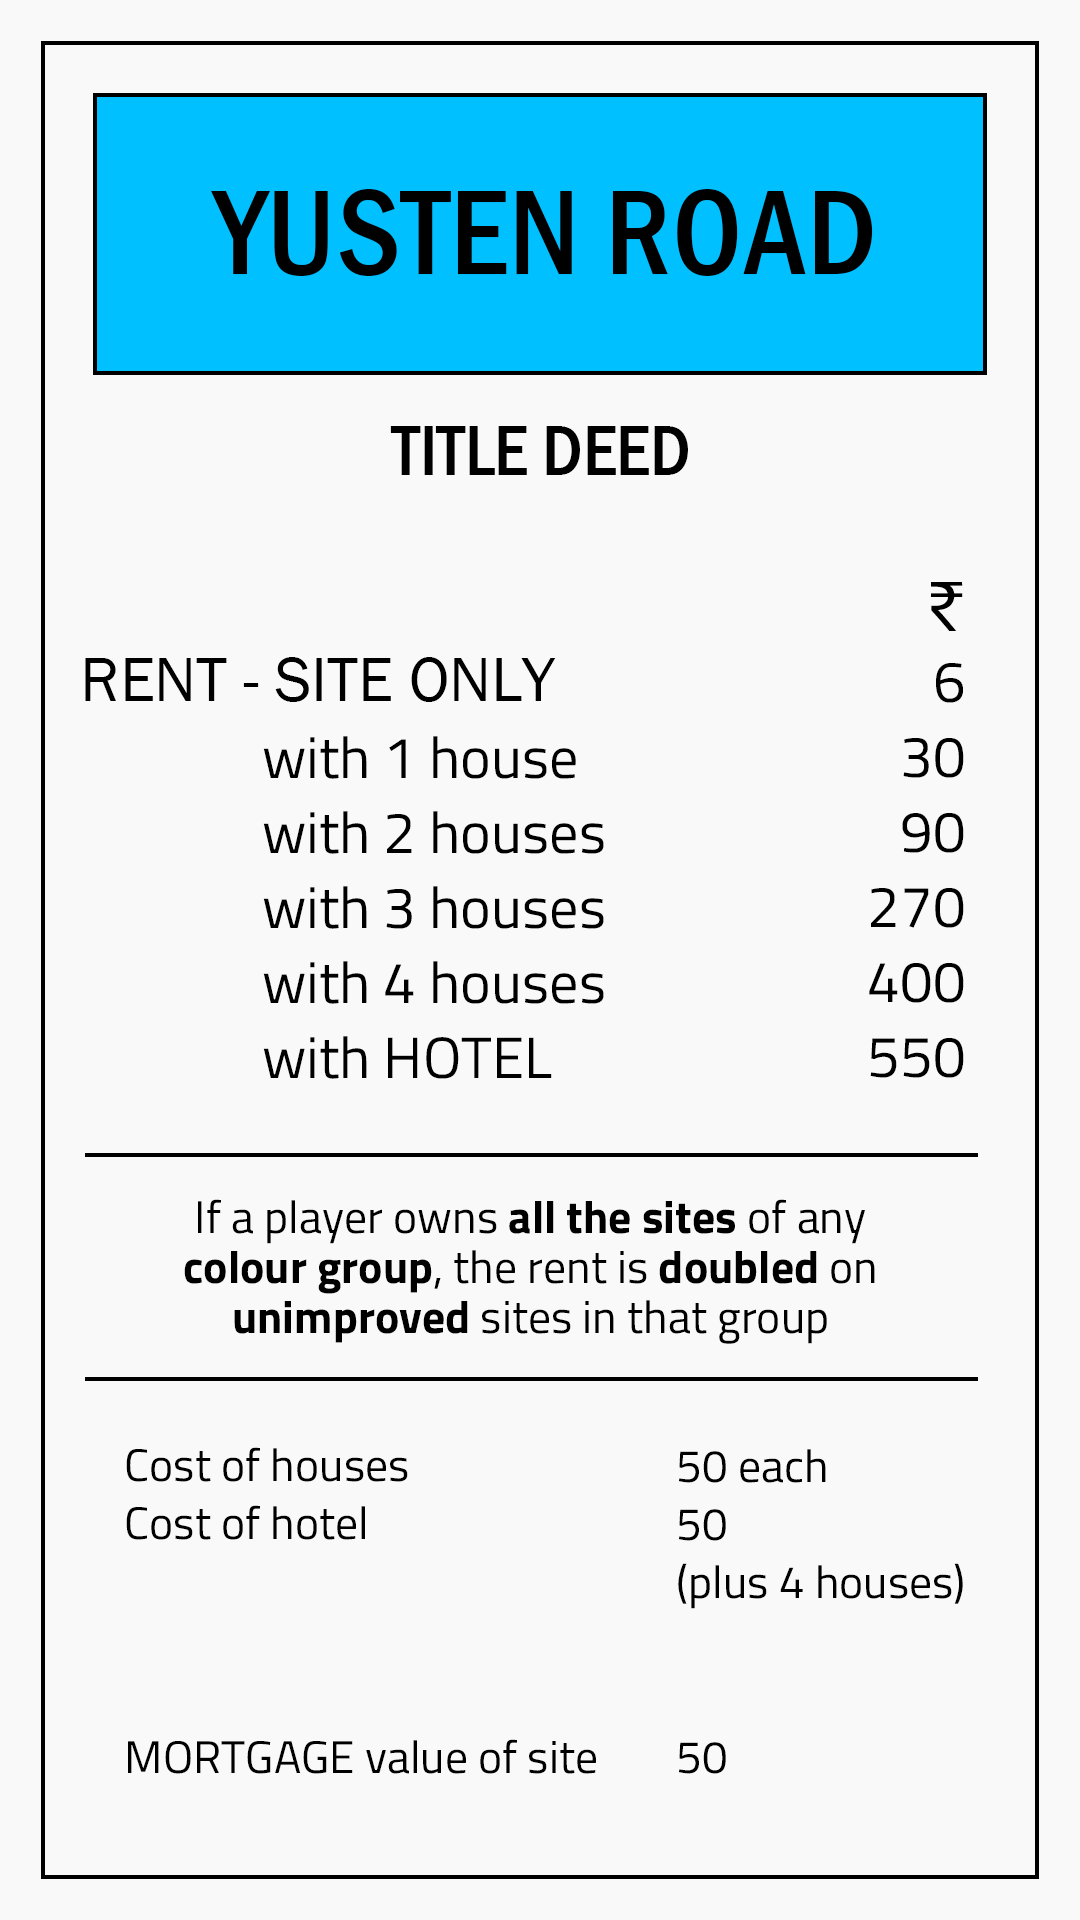 YUSTEN ROAD
TITLE DEED
₹
RENT - SITE ONLY 6
with 1 house 30
with 2 houses 90
with 3 houses 270
with 4 houses 400
with HOTEL 550
If a player owns all the sites of any
colour group, the rent is doubled on
unimproved sites in that group
Cost of houses 50 each
Cost of hotel 50
(plus 4 houses)
MORTGAGE value of site 50